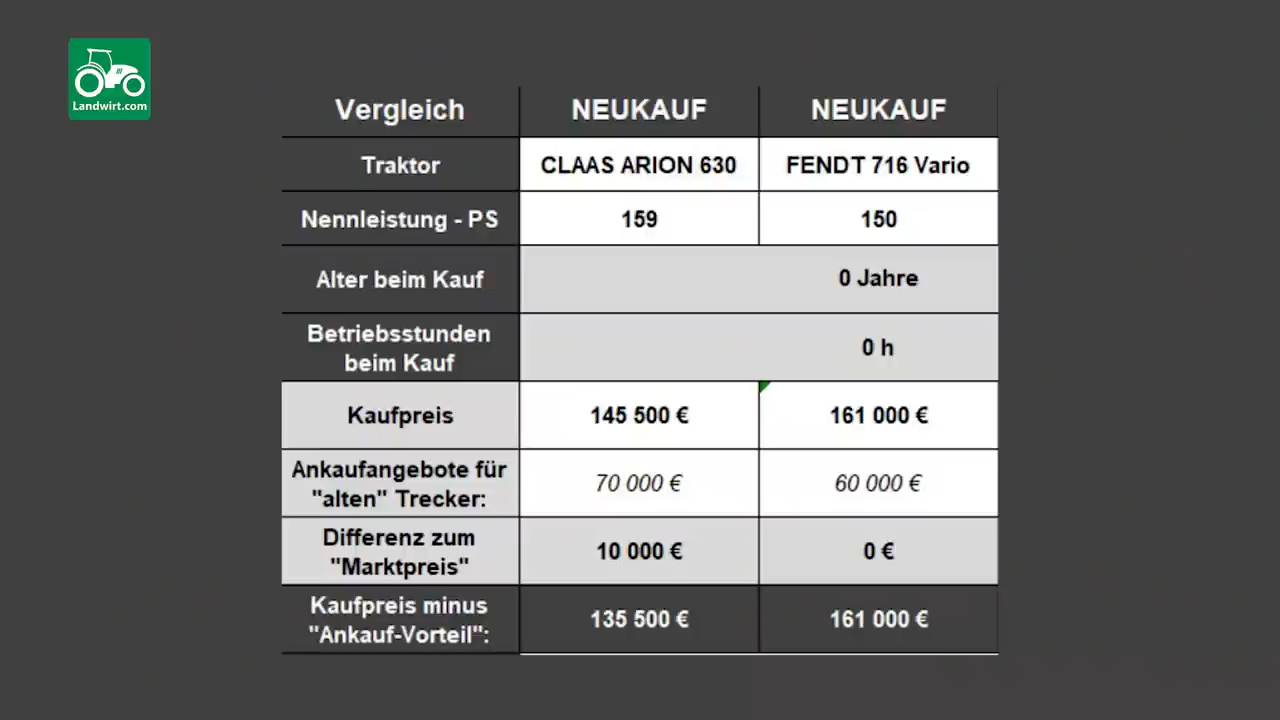 Landwirt.com
Vergleich NEUKAUF NEUKAUF
Traktor CLAAS ARION 630 FENDT 716 Vario
Nennleistung - PS 159 150
Alter beim Kauf 0 Jahre
Betriebsstunden
beim Kauf 0 h
Kaufpreis 145 500 € 161 000 €
Ankaufangebote für
"alten" Trecker: 70 000 € 60 000 €
Differenz zum
"Marktpreis" 10 000 € 0 €
Kaufpreis minus
"Ankauf-Vorteil": 135 500 € 161 000 €